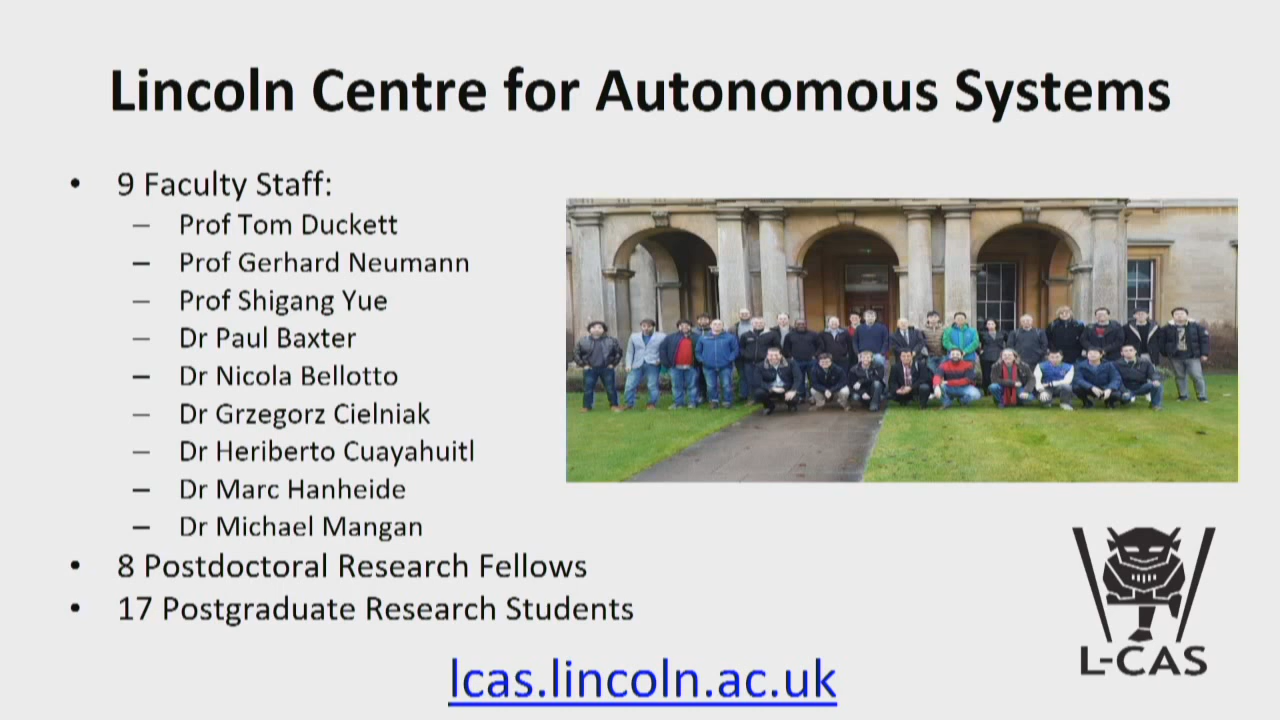 Lincoln Centre for Autonomous Systems
• 9 Faculty Staff:
– Prof Tom Duckett
– Prof Gerhard Neumann
– Prof Shigang Yue
– Dr Paul Baxter
– Dr Nicola Bellotto
– Dr Grzegorz Cielniak
– Dr Heriberto Cuayahuitl
– Dr Marc Hanheide
– Dr Michael Mangan
• 8 Postdoctoral Research Fellows
• 17 Postgraduate Research Students
L-CAS
lcas.lincoln.ac.uk